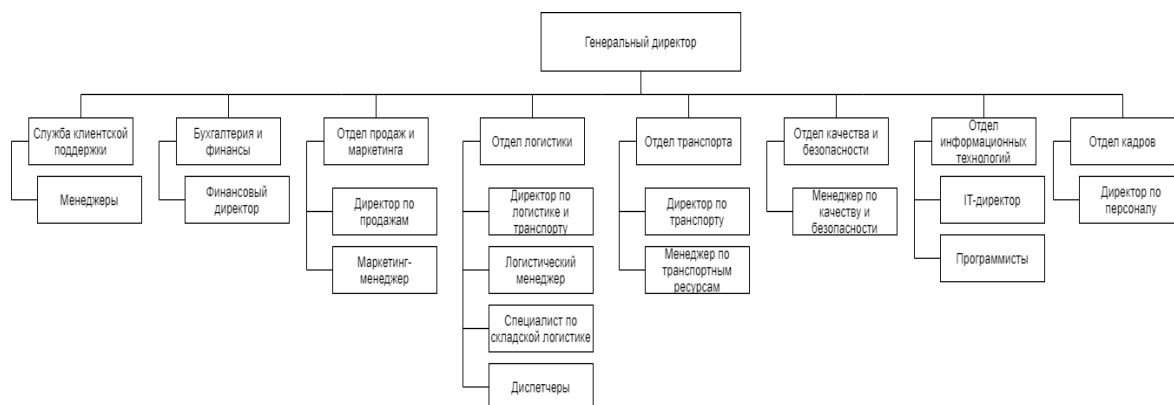 Генеральный директор
Служба клиентской
поддержки
Менеджеры
Бухгалтерия и
финансы
Финансовый
директор
Отдел продаж и
маркетинга
Директор по
продажам
Маркетинг-
менеджер
Отдел логистики
Директор по
логистике и
транспорту
Логистический
менеджер
Специалист по
складской логистике
Диспетчеры
Отдел транспорта
Директор по
транспорту
Менеджер по
транспортным
ресурсам
Отдел качества и
безопасности
Менеджер по
качеству и
безопасности
Отдел
информационных
технологий
IT-директор
Программисты
Отдел кадров
Директор по
персоналу